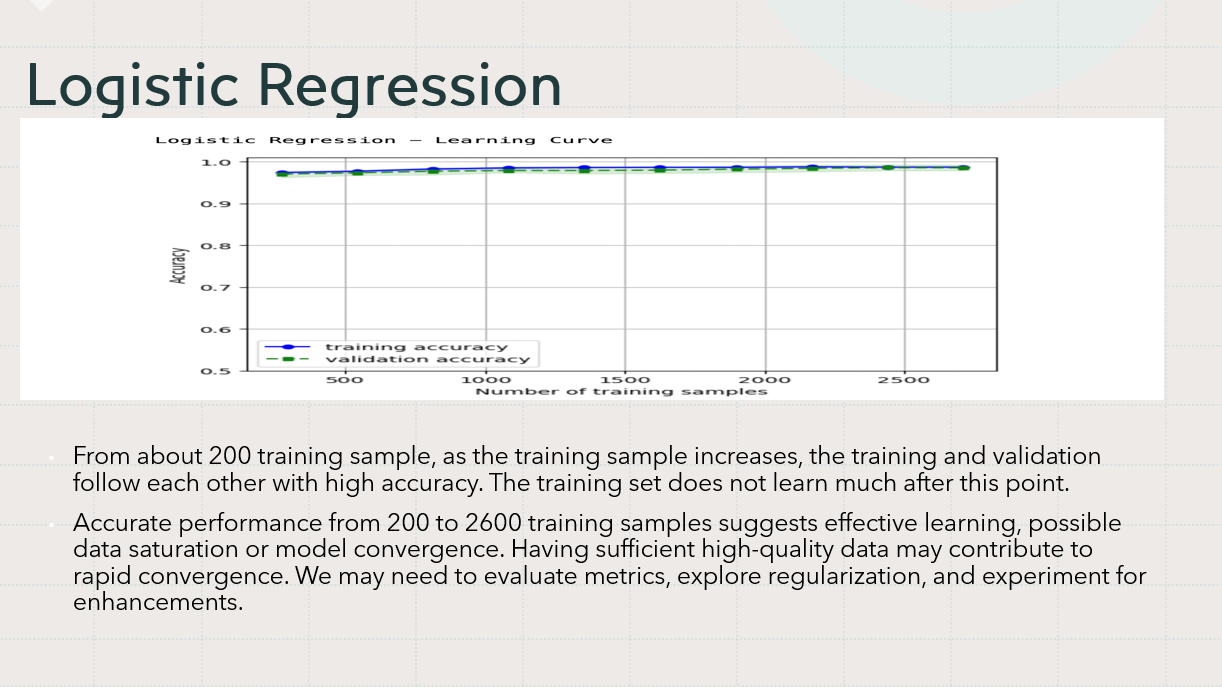 Logistic Regression
Logistic Regression – Learning Curve
1.0
0.9
0.8
0.7
0.6
0.5
Accuracy
training accuracy
validation accuracy
500 1000 1500 2000 2500
Number of training samples
From about 200 training sample, as the training sample increases, the training and validation
follow each other with high accuracy. The training set does not learn much after this point.
Accurate performance from 200 to 2600 training samples suggests effective learning, possible
data saturation or model convergence. Having sufficient high-quality data may contribute to
rapid convergence. We may need to evaluate metrics, explore regularization, and experiment for
enhancements.